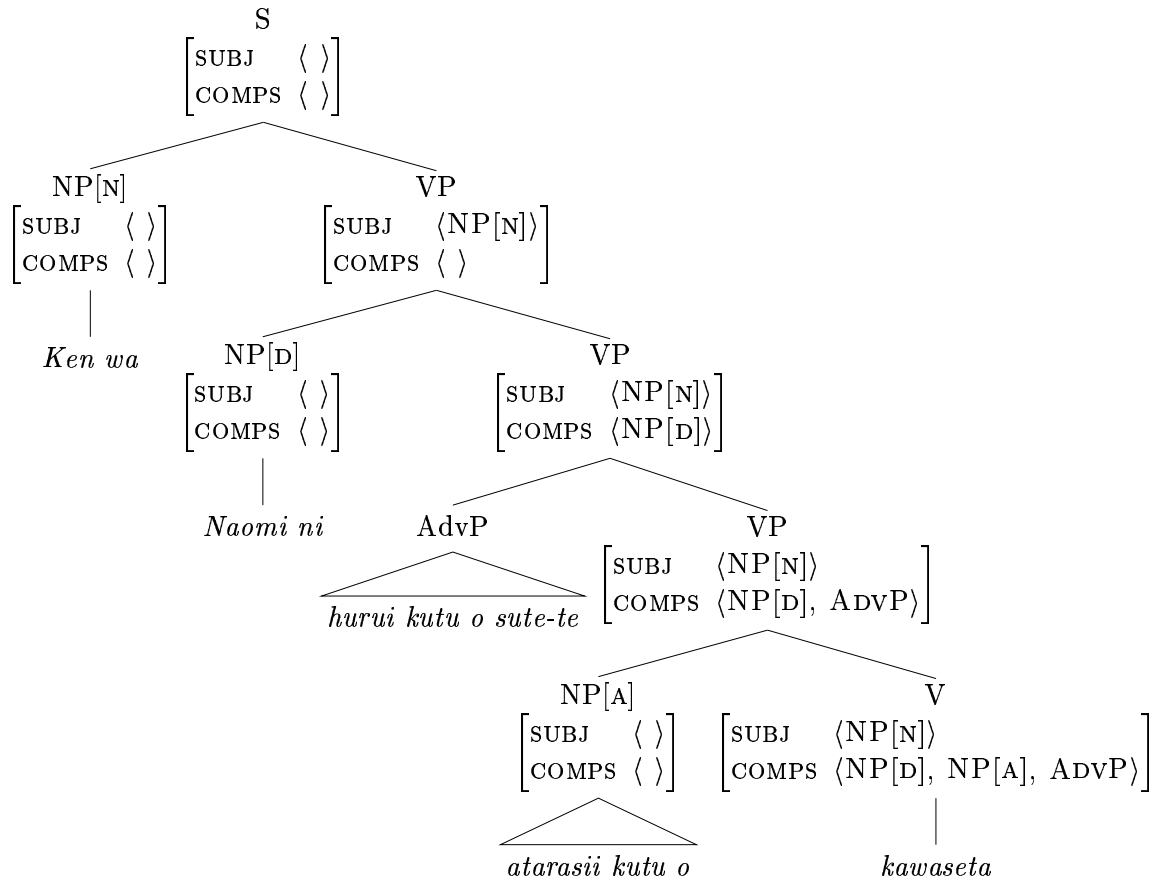 S
[SUBJ ⟨ ⟩
COMPS ⟨ ⟩]
NP[N] VP
[SUBJ ⟨ ⟩ [SUBJ ⟨NP[N]⟩
COMPS ⟨ ⟩] COMPS ⟨ ⟩]
Ken wa NP[D] VP
[SUBJ ⟨ ⟩ [SUBJ ⟨NP[N]⟩
COMPS ⟨ ⟩] COMPS ⟨NP[D]⟩]
Naomi ni AdvP VP
[SUBJ ⟨NP[N]⟩
hurui kutu o sute-te COMPS ⟨NP[D], ADVP⟩]
NP[A] V
[SUBJ ⟨ ⟩ [SUBJ ⟨NP[N]⟩
COMPS ⟨ ⟩] COMPS ⟨NP[D], NP[A], ADVP⟩]
atarasii kutu o kawaseta